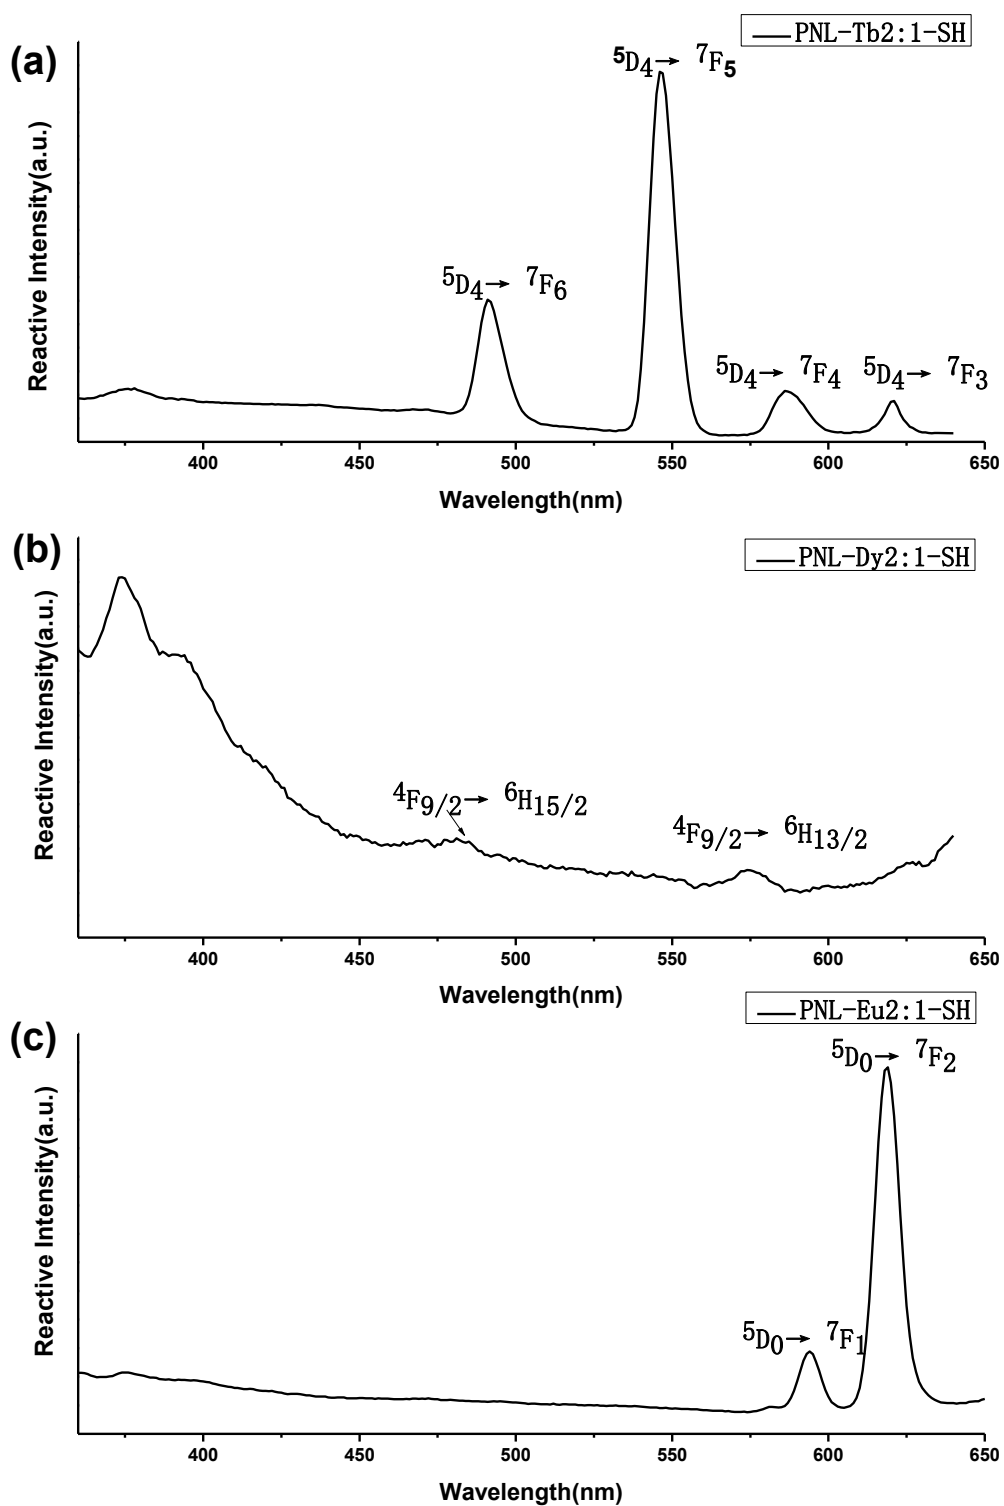 PNL-Tb2:1-SH
(a)
⁵D₄→ ⁷F₅
⁵D₄→ ⁷F₆
⁵D₄→ ⁷F₄
⁵D₄→ ⁷F₃
Reactive Intensity(a.u.)
400 450 500 550 600 650
Wavelength(nm)
(b)
PNL-Dy2:1-SH
⁴F₉/₂→ ⁶H₁₅/₂
⁴F₉/₂→ ⁶H₁₃/₂
Reactive Intensity(a.u.)
400 450 500 550 600 650
Wavelength(nm)
PNL-Eu2:1-SH
(c)
⁵D₀→ ⁷F₂
⁵D₀→ ⁷F₁
Reactive Intensity(a.u.)
400 450 500 550 600 650
Wavelength(nm)